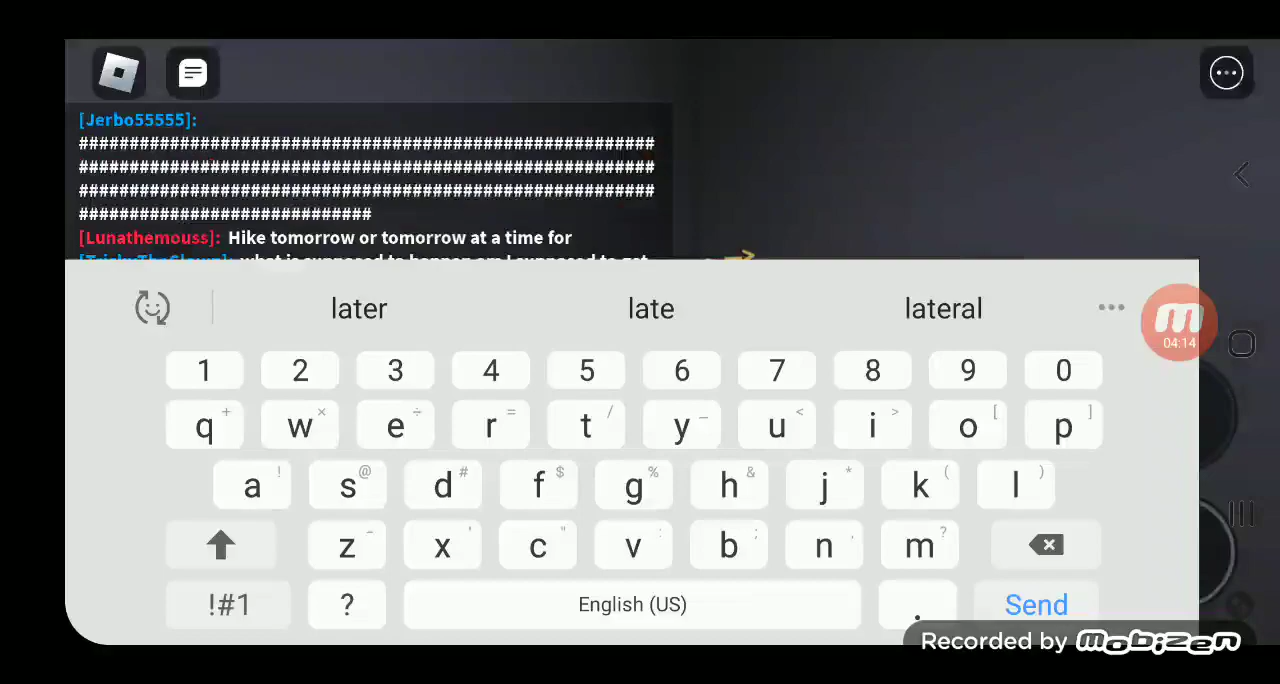 [Jerbo55555]:
#########################################################
#########################################################
#########################################################
#############################
[Lunathemouss]: Hike tomorrow or tomorrow at a time for
later late lateral
04:14
1 2 3 4 5 6 7 8 9 0
q + w × e ÷ r = t / y _ u < i > o [ p ]
a ! s @ d # f $ g % h & j * k ( l )
z - x ' c " v : b ; n , m ?
!#1 ? English (US) . Send
Recorded by mobizen